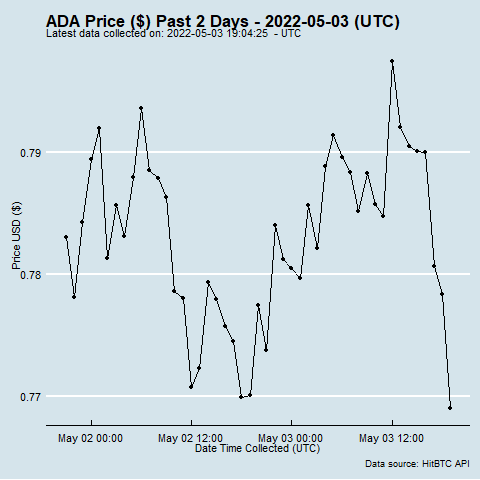 ADA Price ($) Past 2 Days - 2022-05-03 (UTC)
Latest data collected on: 2022-05-03 19:04:25 - UTC
0.79
0.78
0.77
Price USD ($)
May 02 00:00
May 02 12:00
May 03 00:00
May 03 12:00
Date Time Collected (UTC)
Data source: HitBTC API